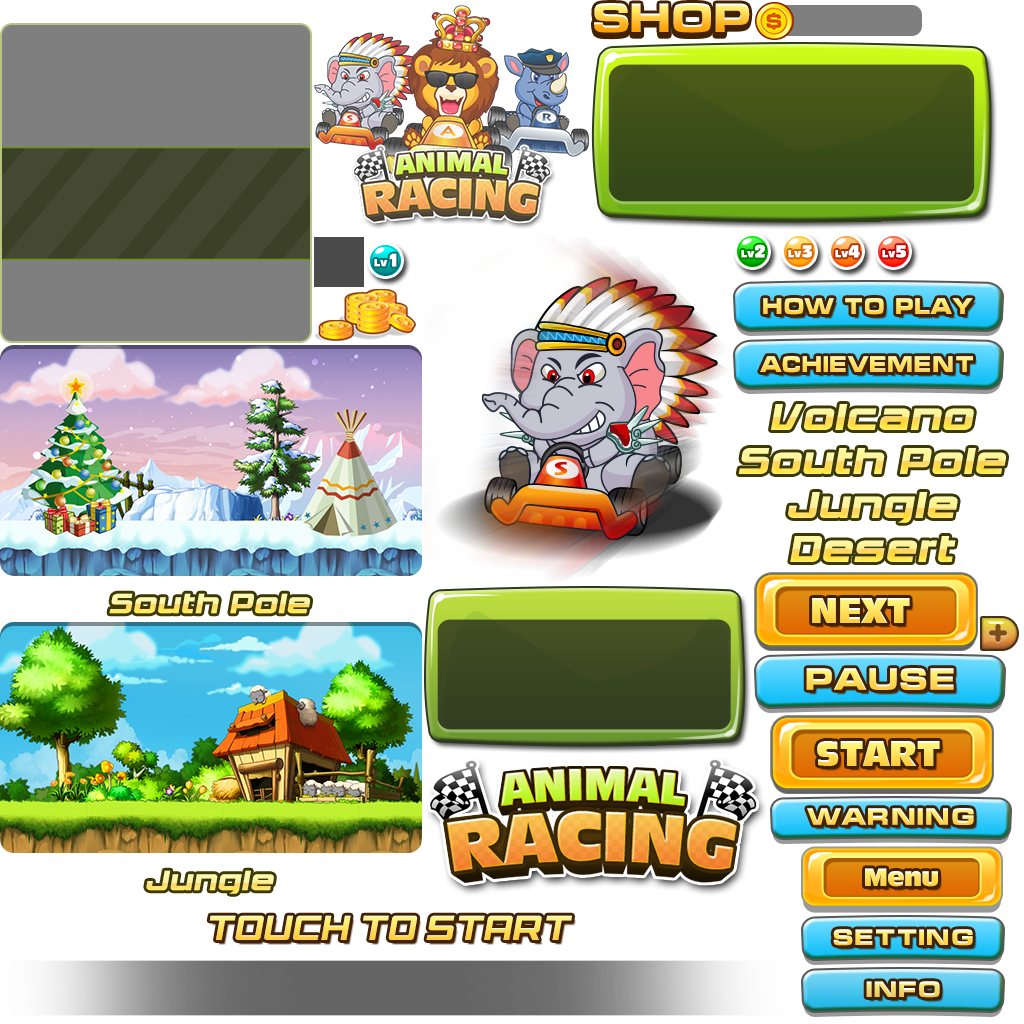 SHOP
$
S
A
R
ANIMAL
RACING
Lv1
Lv2
Lv3
Lv4
Lv5
HOW TO PLAY
ACHIEVEMENT
S
Volcano
South Pole
Jungle
Desert
South Pole
NEXT
+
PAUSE
START
ANIMAL
RACING
WARNING
Menu
Jungle
TOUCH TO START
SETTING
INFO